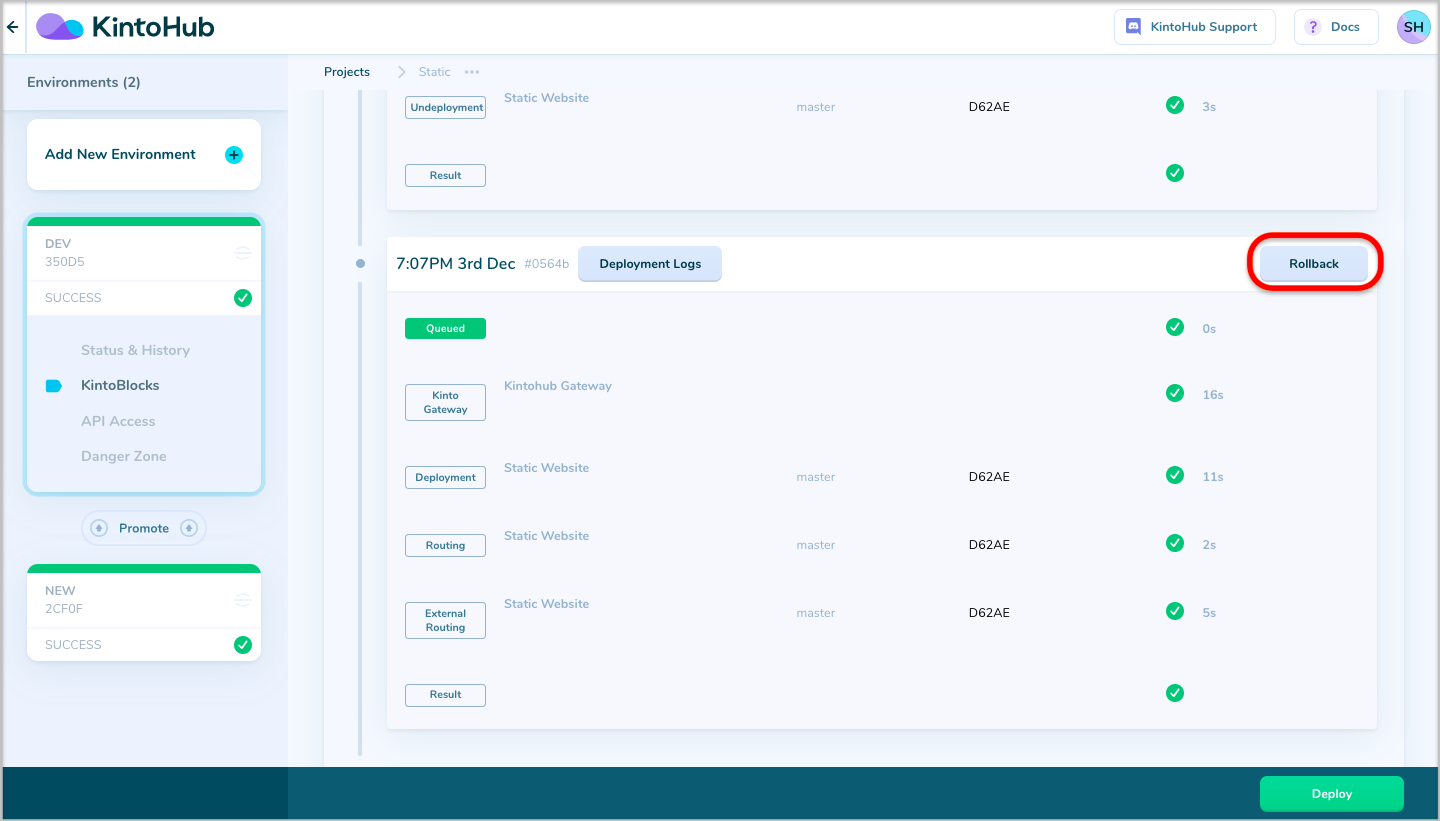 KintoHub
KintoHub Support
? Docs
SH
Environments (2)
Projects
Static
Add New Environment
Undeployment
Static Website
master
D62AE
3s
Result
DEV
350D5
SUCCESS
Status & History
KintoBlocks
API Access
Danger Zone
Promote
NEW
2CF0F
SUCCESS
7:07PM 3rd Dec
#0564b
Deployment Logs
Rollback
Queued
0s
Kinto
Gateway
Kintohub Gateway
16s
Deployment
Static Website
master
D62AE
11s
Routing
Static Website
master
D62AE
2s
External
Routing
Static Website
master
D62AE
5s
Result
Deploy